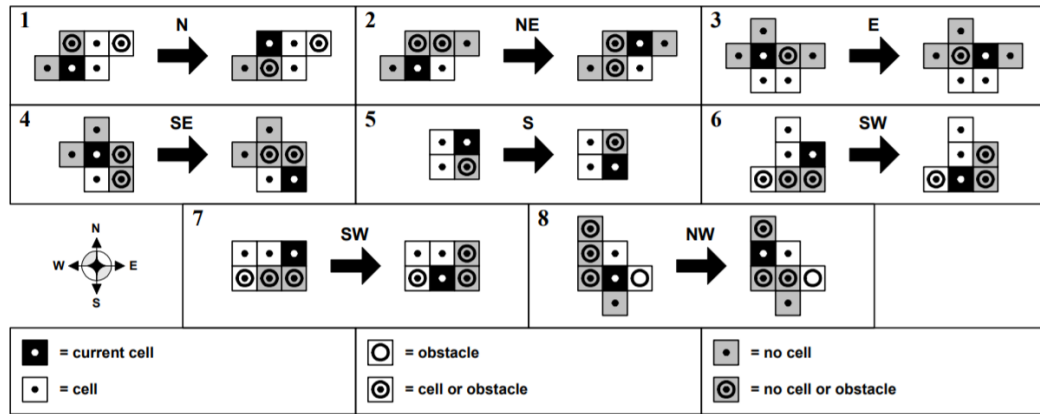 1 N
2 NE
3 E
4 SE
5 S
6 SW
7 SW
8 NW
N
W E
S
= current cell
= cell
= obstacle
= cell or obstacle
= no cell
= no cell or obstacle